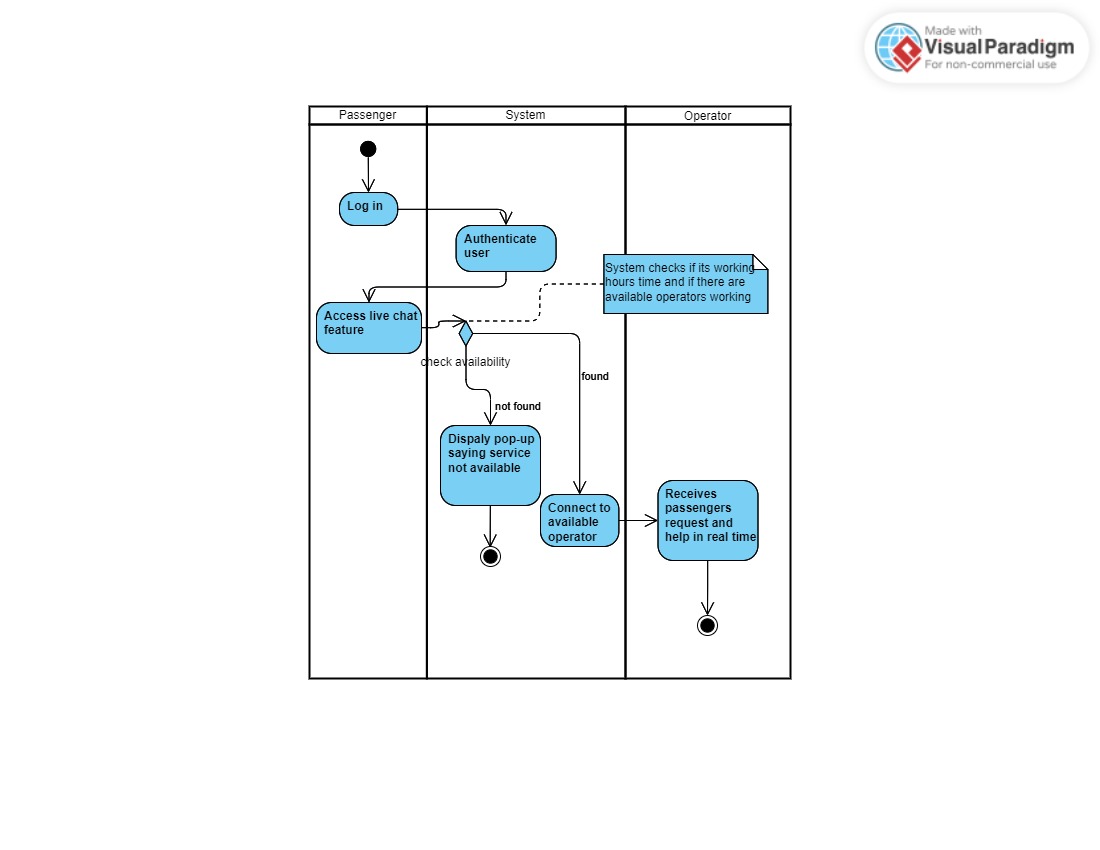 Made with
Visual Paradigm
For non-commercial use
Passenger
System
Operator
Log in
Authenticate
user
System checks if its working
hours time and if there are
available operators working
Access live chat
feature
check availability
found
not found
Dispaly pop-up
saying service
not available
Connect to
available
operator
Receives
passengers
request and
help in real time